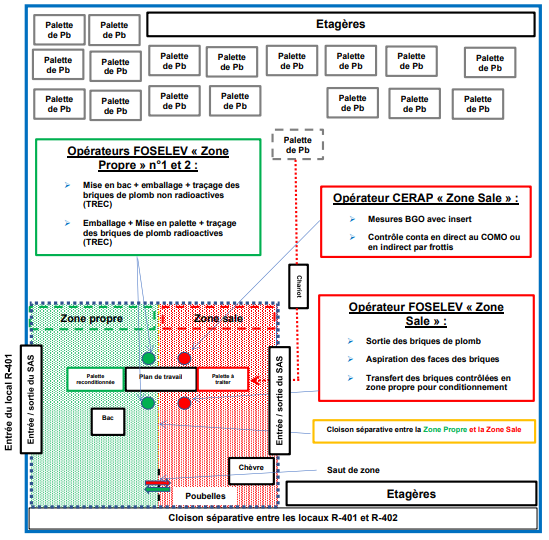 Etagères
Palette
de Pb
Palette
de Pb
Palette
de Pb
Palette
de Pb
Palette
de Pb
Palette
de Pb
Palette
de Pb
Palette
de Pb
Palette
de Pb
Palette
de Pb
Palette
de Pb
Palette
de Pb
Palette
de Pb
Palette
de Pb
Palette
de Pb
Palette
de Pb
Palette
de Pb
Palette
de Pb
Opérateurs FOSELEV « Zone
Propre » n°1 et 2 :
Mise en bac + emballage + traçage des
briques de plomb non radioactives
(TREC)
Emballage + Mise en palette + traçage
des briques de plomb radioactives
(TREC)
Opérateur CERAP « Zone Sale » :
Mesures BGO avec insert
Contrôle conta en direct au COMO ou
en indirect par frottis
Chariot
Opérateur FOSELEV « Zone
Sale » :
Sortie des briques de plomb
Aspiration des faces des briques
Transfert des briques contrôlées en
zone propre pour conditionnement
Zone propre
Zone sale
Entrée du local R-401
Entrée / sortie du SAS
Palette
reconditionnée
Plan de travail
Palette à
traiter
Entrée / sortie du SAS
Bac
Cloison séparative entre la Zone Propre et la Zone Sale
Chèvre
Saut de zone
Poubelles
Etagères
Cloison séparative entre les locaux R-401 et R-402